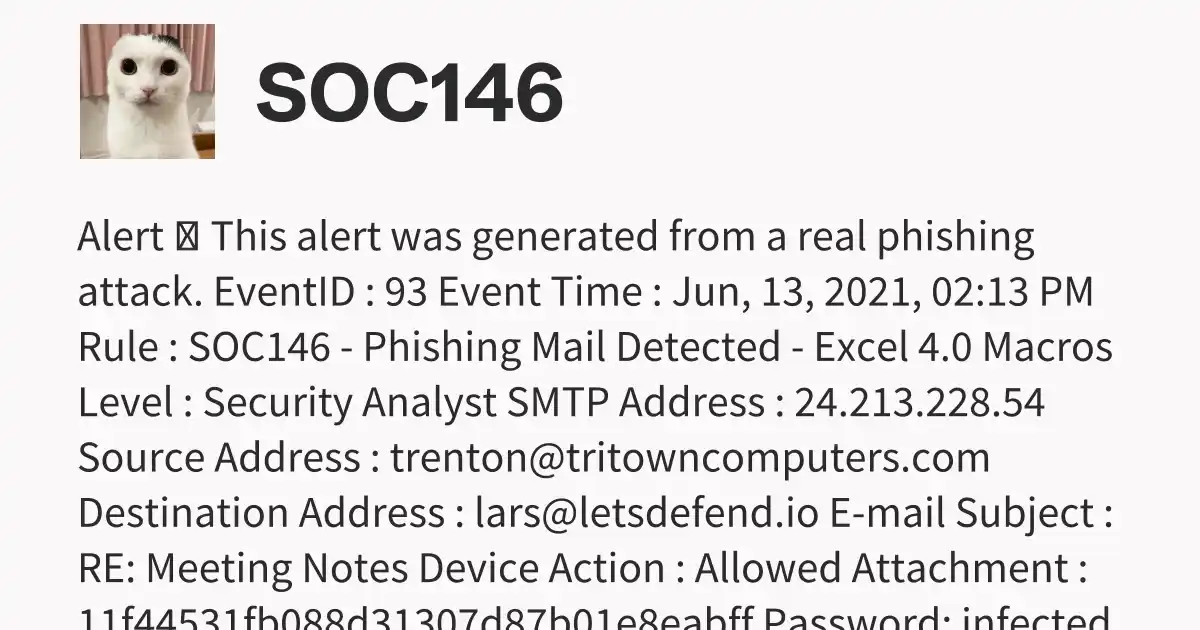 SOC146
Alert This alert was generated from a real phishing
attack. EventID : 93 Event Time : Jun, 13, 2021, 02:13 PM
Rule : SOC146 - Phishing Mail Detected - Excel 4.0 Macros
Level : Security Analyst SMTP Address : 24.213.228.54
Source Address : trenton@tritowncomputers.com
Destination Address : lars@letsdefend.io E-mail Subject :
RE: Meeting Notes Device Action : Allowed Attachment :
11f44531fb088d31307d87b01e8eabff Password: infected